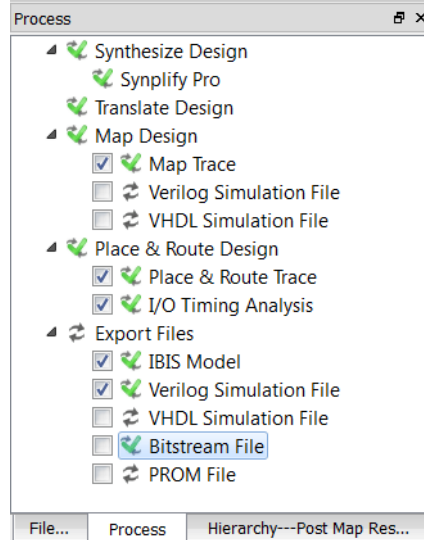 Process
Synthesize Design
Synplify Pro
Translate Design
Map Design
Map Trace
Verilog Simulation File
VHDL Simulation File
Place & Route Design
Place & Route Trace
I/O Timing Analysis
Export Files
IBIS Model
Verilog Simulation File
VHDL Simulation File
Bitstream File
PROM File
File... Process Hierarchy---Post Map Res...